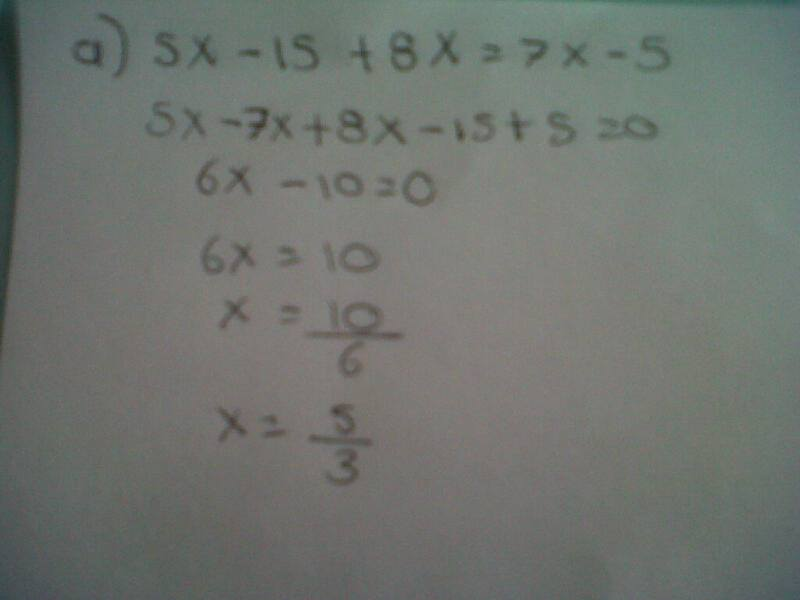 a) 5x - 15 + 8x = 7x - 5
5x - 7x + 8x - 15 + 5 = 0
6x - 10 = 0
6x = 10
x = 10/6
x = 5/3